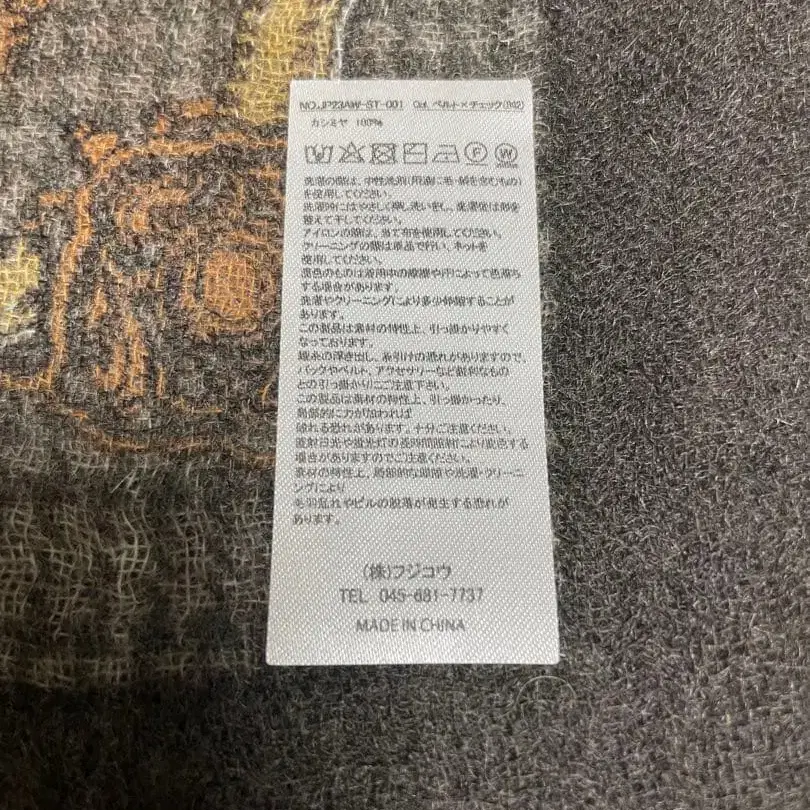 NO.JP23AW-ST-001 Col. ベルト×チェック(002)
カシミヤ 100%
洗濯の際は、中性洗剤(用途に毛・絹を含むもの)
を使用してください。
洗濯時にはやさしく押し洗いをし、洗濯後は形を
整えて干してください。
アイロンの際は、当て布を使用してください。
クリーニングの際は単品で行い、ネットを
使用してください。
濃色のものは着用中の摩擦や汗によって色落ち
する場合があります。
洗濯やクリーニングにより多少伸縮することが
あります。
この製品は素材の特性上、引っ掛かりやすく
なっております。
織糸の浮き出し、糸引けの恐れがありますので、
バックやベルト、アクセサリーなど鋭利なもの
との引っ掛かりにご注意下さい。
この製品は素材の特性上、引っ掛かったり、
局部的に力が加われば
破れる恐れがあります。十分ご注意ください。
直射日光や蛍光灯の長時間照射により変色する
場合がありますのでご注意ください。
素材の特性上、局部的な摩擦や洗濯・クリーニ
ングにより
毛羽乱れやピルの脱落が発生する恐れが
あります。
(株)フジコウ
TEL 045-681-7737
MADE IN CHINA